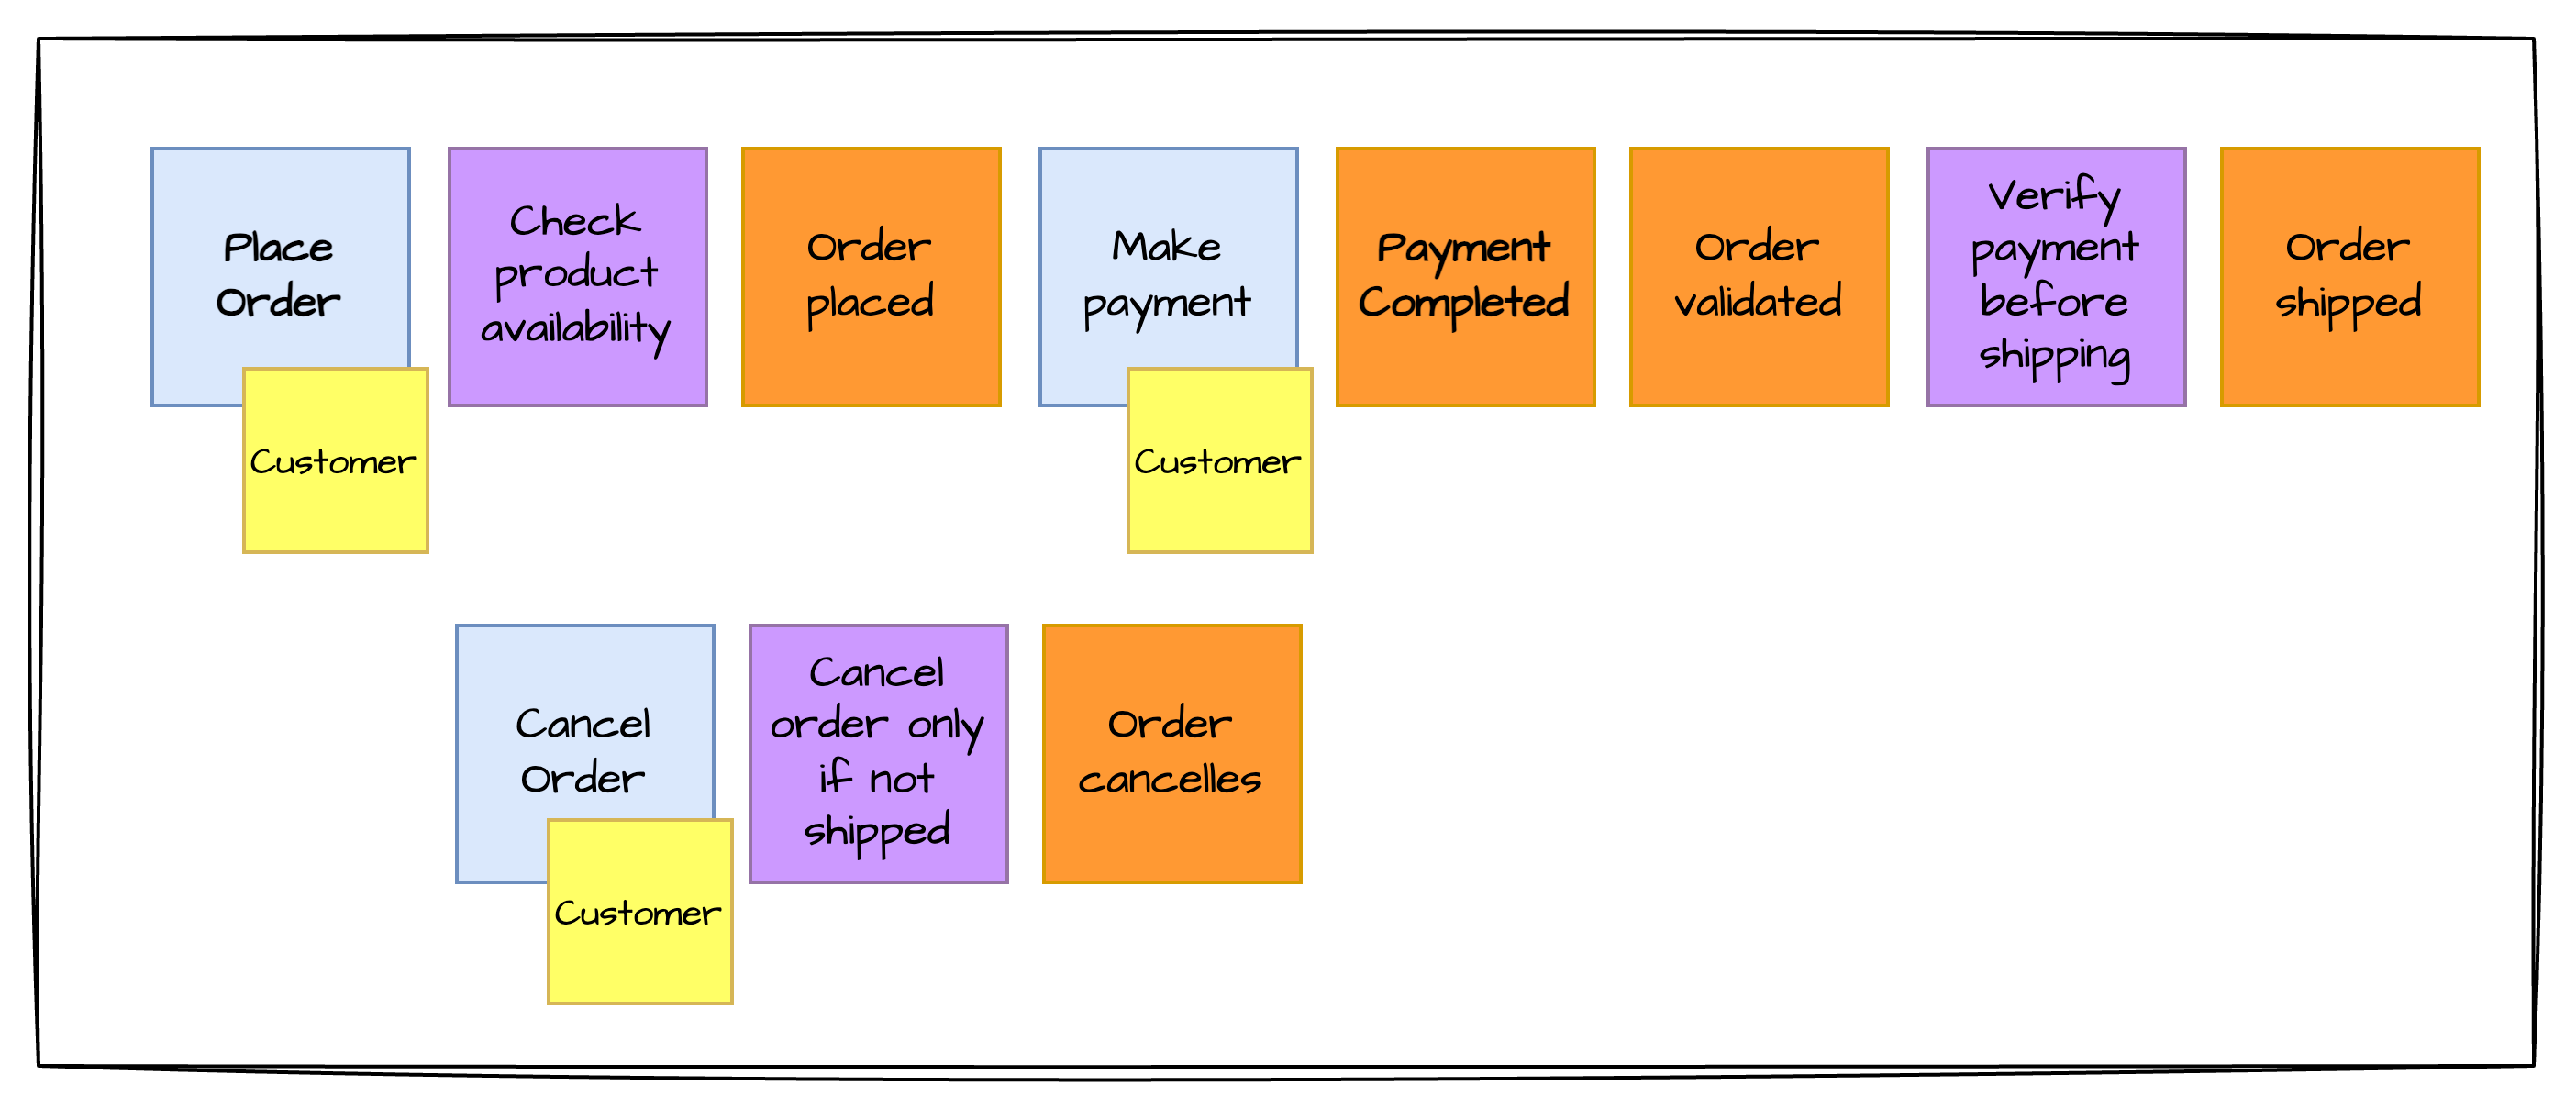 Place
Order
Customer
Check
product
availability
Order
placed
Make
payment
Customer
Payment
Completed
Order
validated
Verify
payment
before
shipping
Order
shipped
Cancel
Order
Customer
Cancel
order only
if not
shipped
Order
cancelles